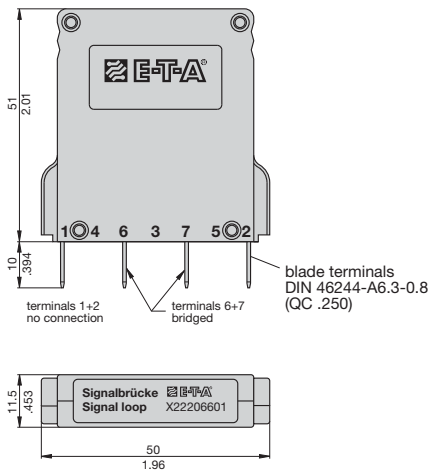 51
2.01
E-T-A®
1 4 6 3 7 5 2
10
.394
terminals 1+2
no connection
terminals 6+7
bridged
blade terminals
DIN 46244-A6.3-0.8
(QC .250)
11.5
.453
Signalbrücke E-T-A®
Signal loop X22206601
50
1.96